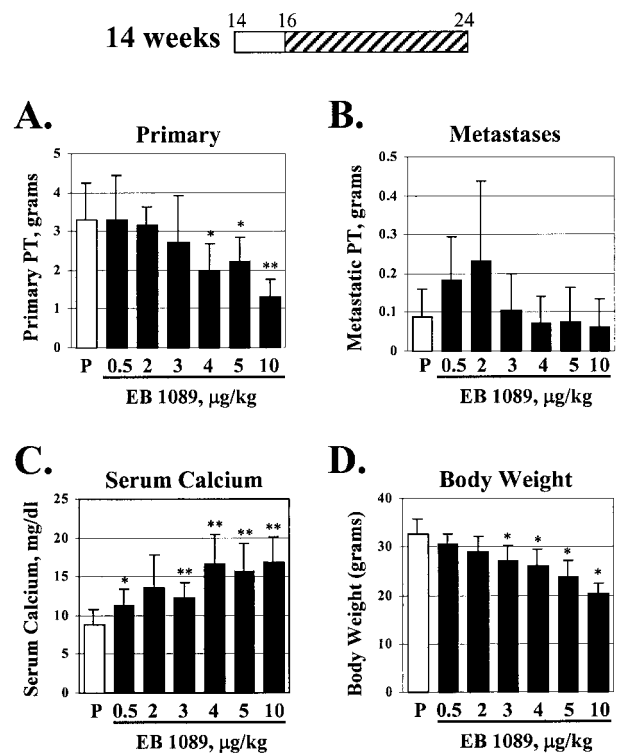 14 16 24
14 weeks
A.
Primary
Primary PT, grams
5
4
3
2
1
0
* * **
P 0.5 2 3 4 5 10
EB 1089, μg/kg
B.
Metastases
Metastatic PT, grams
0.5
0.4
0.3
0.2
0.1
0
P 0.5 2 3 4 5 10
EB 1089, μg/kg
C.
Serum Calcium
Serum Calcium, mg/dl
25
20
15
10
5
0
* ** ** ** **
P 0.5 2 3 4 5 10
EB 1089, μg/kg
D.
Body Weight
Body Weight (grams)
40
30
20
10
0
* * * *
P 0.5 2 3 4 5 10
EB 1089, μg/kg